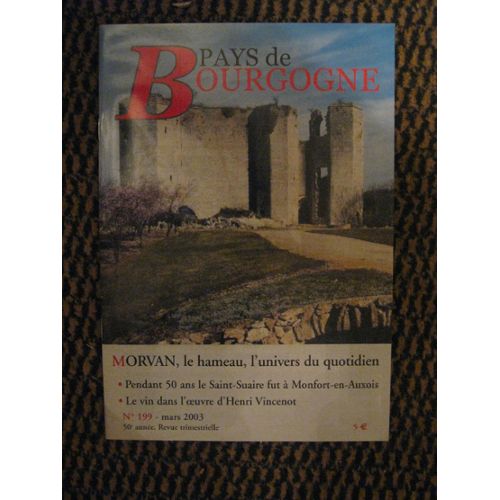 PAYS de
BOURGOGNE
MORVAN, le hameau, l'univers du quotidien
• Pendant 50 ans le Saint-Suaire fut à Monfort-en-Auxois
• Le vin dans l'œuvre d'Henri Vincenot
N° 199 - mars 2003
50e année. Revue trimestrielle
5 €